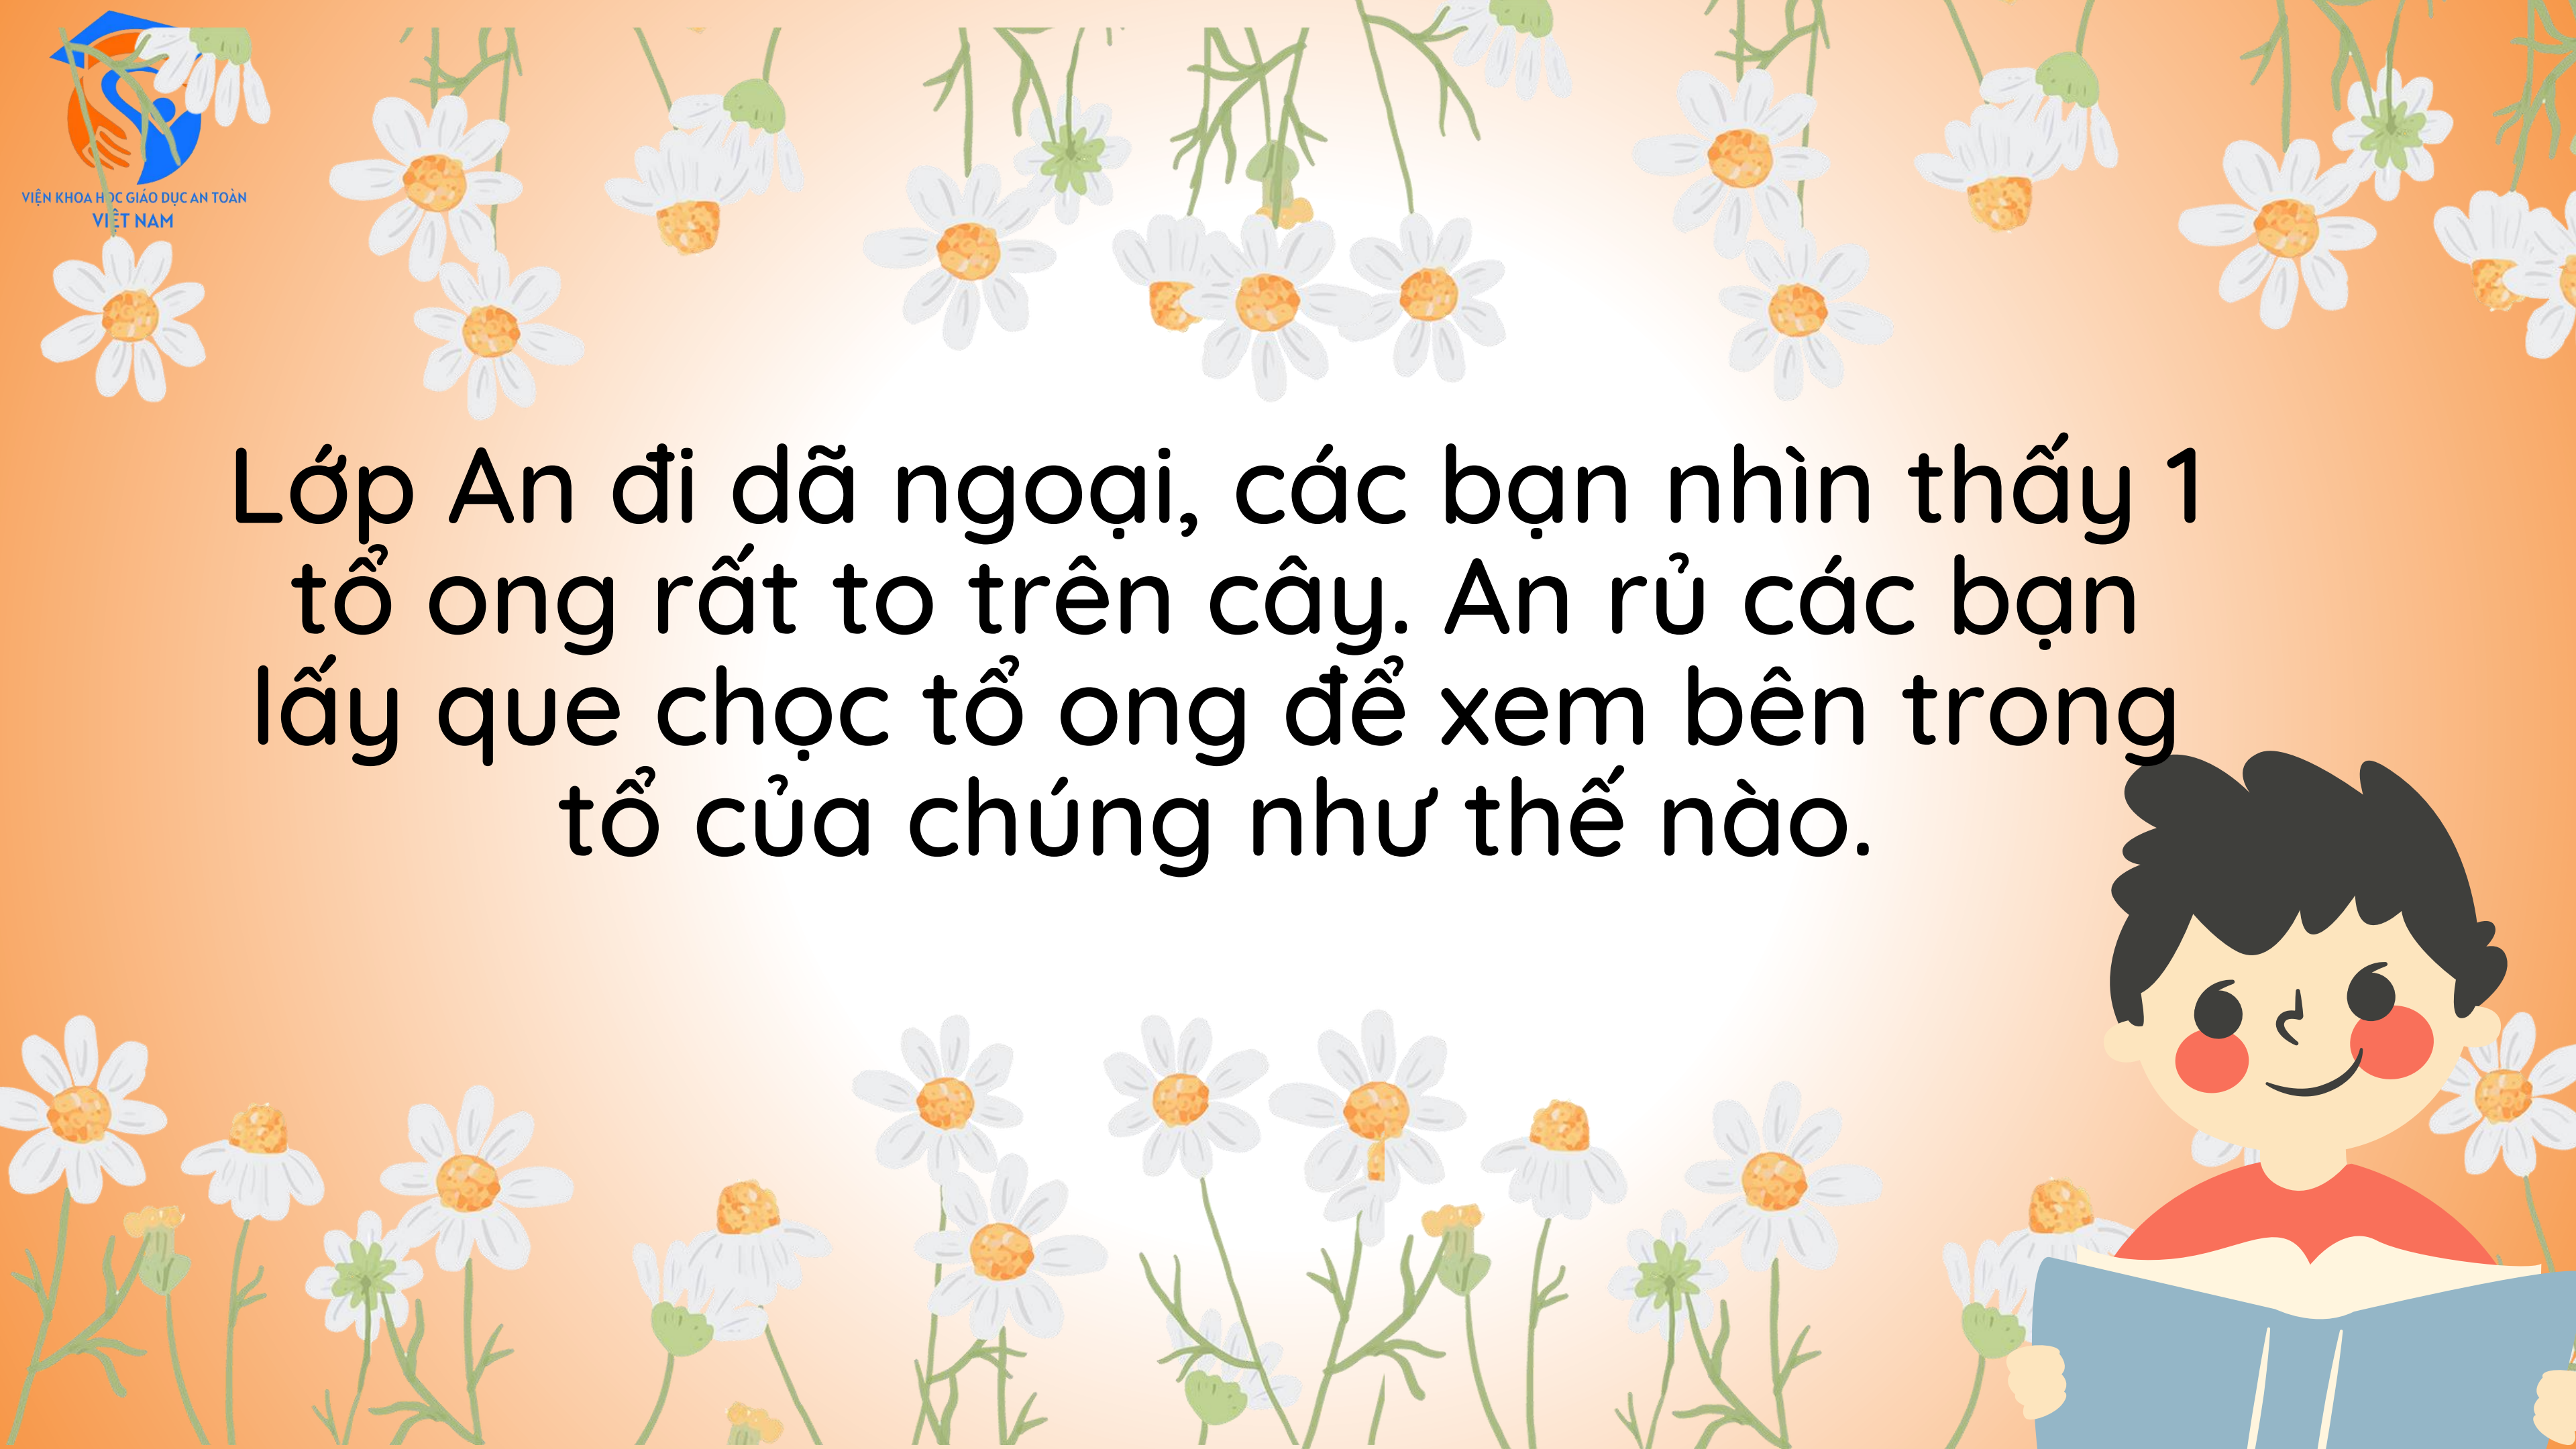 VIỆN KHOA HỌC GIÁO DỤC AN TOÀN
VIỆT NAM
Lớp An đi dã ngoại, các bạn nhìn thấy 1
tổ ong rất to trên cây. An rủ các bạn
lấy que chọc tổ ong để xem bên trong
tổ của chúng như thế nào.